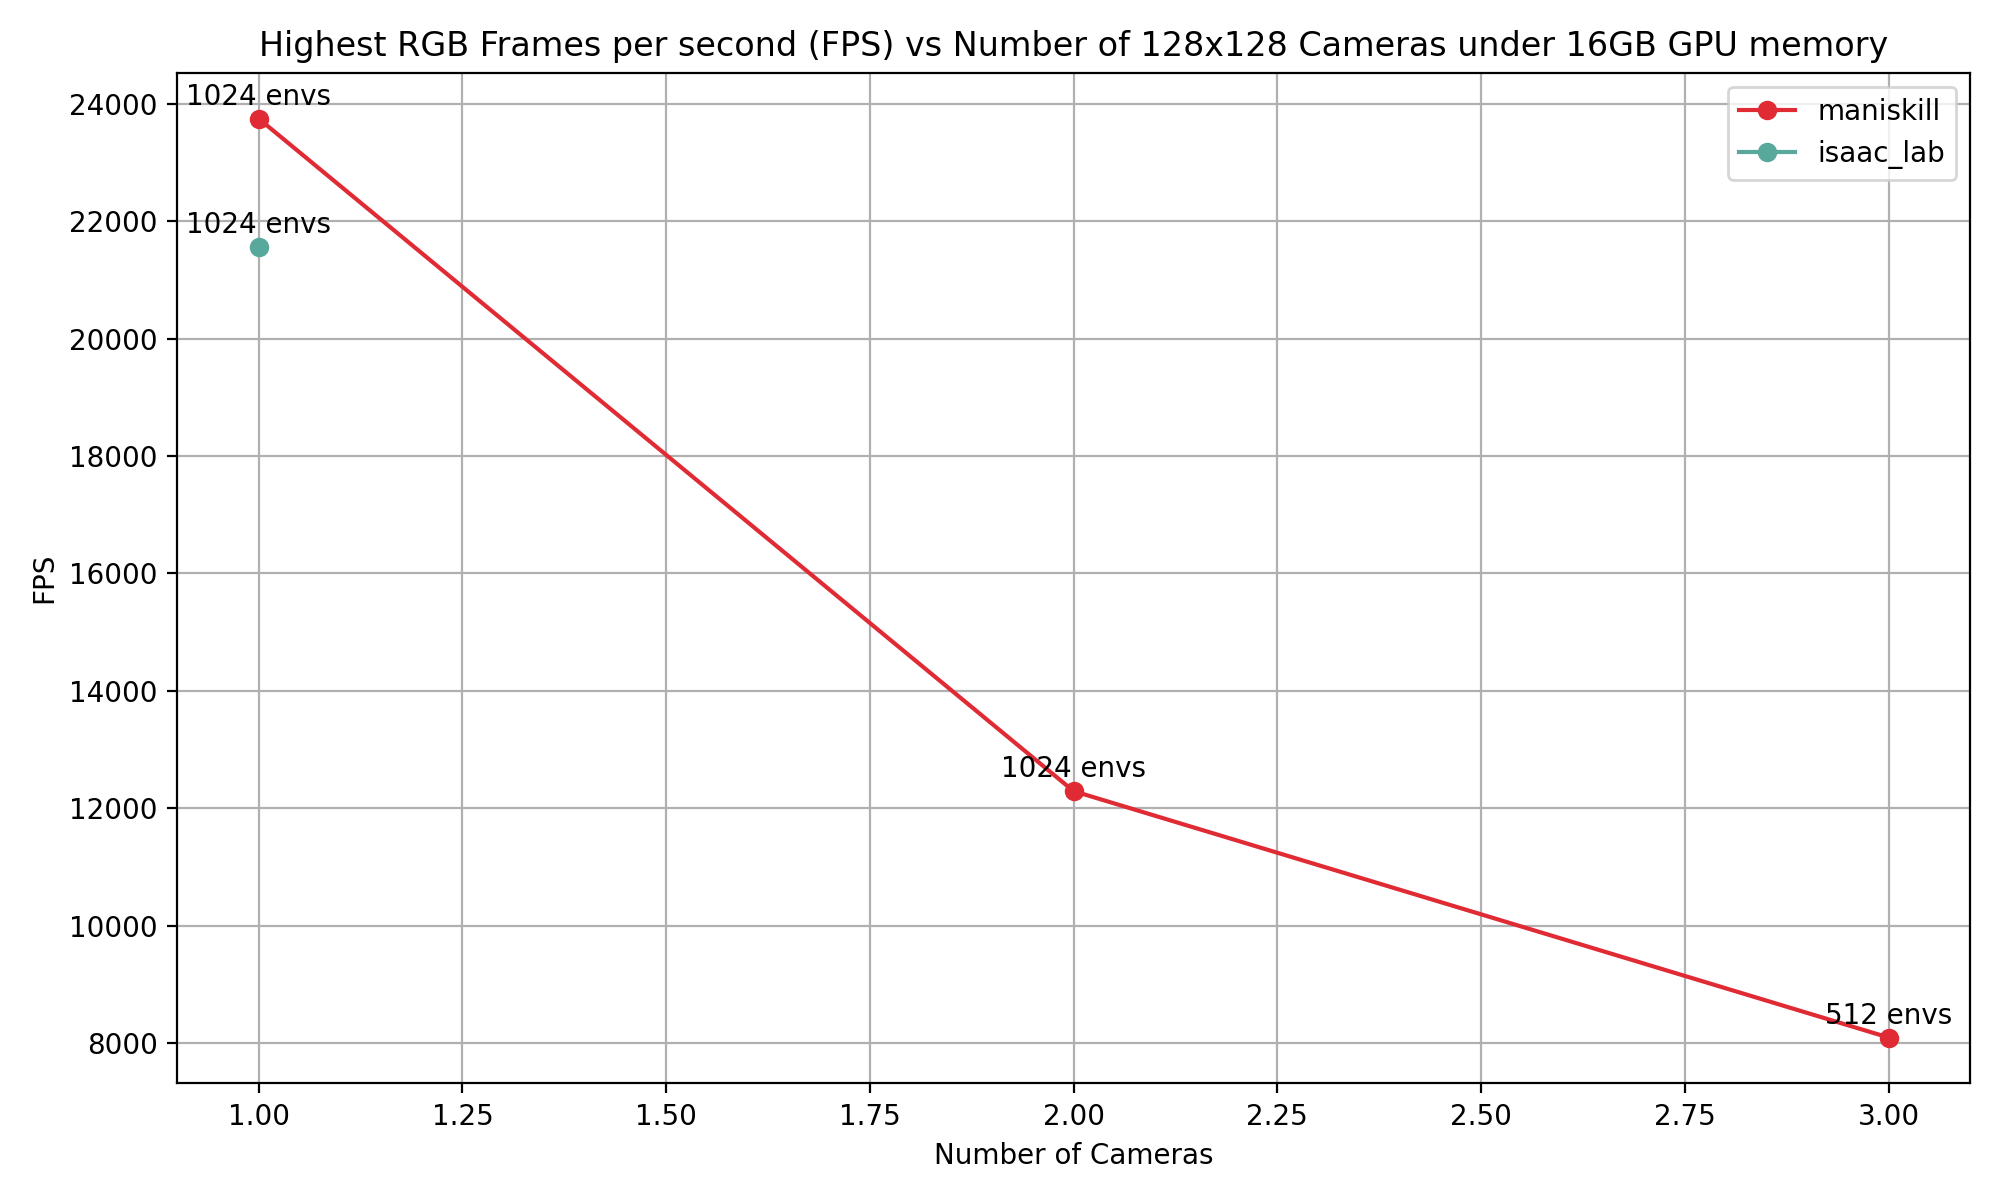 Highest RGB Frames per second (FPS) vs Number of 128x128 Cameras under 16GB GPU memory
maniskill
isaac_lab
1024 envs
1024 envs
1024 envs
512 envs
FPS
24000
22000
20000
18000
16000
14000
12000
10000
8000
1.00 1.25 1.50 1.75 2.00 2.25 2.50 2.75 3.00
Number of Cameras